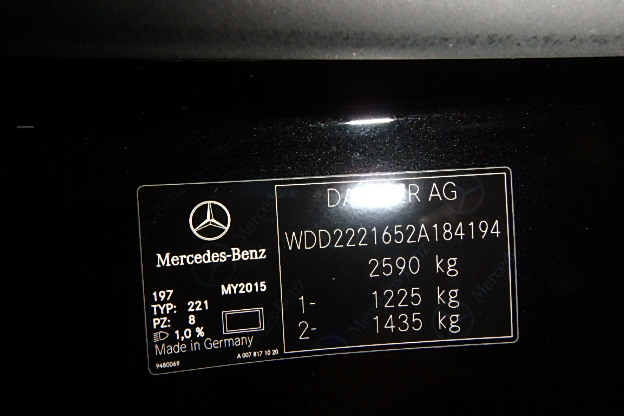 Mercedes-Benz
197 MY2015
TYP: 221
PZ: 8
1,0 %
Made in Germany
9480069 A 007 817 10 20
AG
WDD2221652A184194
2590 kg
1- 1225 kg
2- 1435 kg